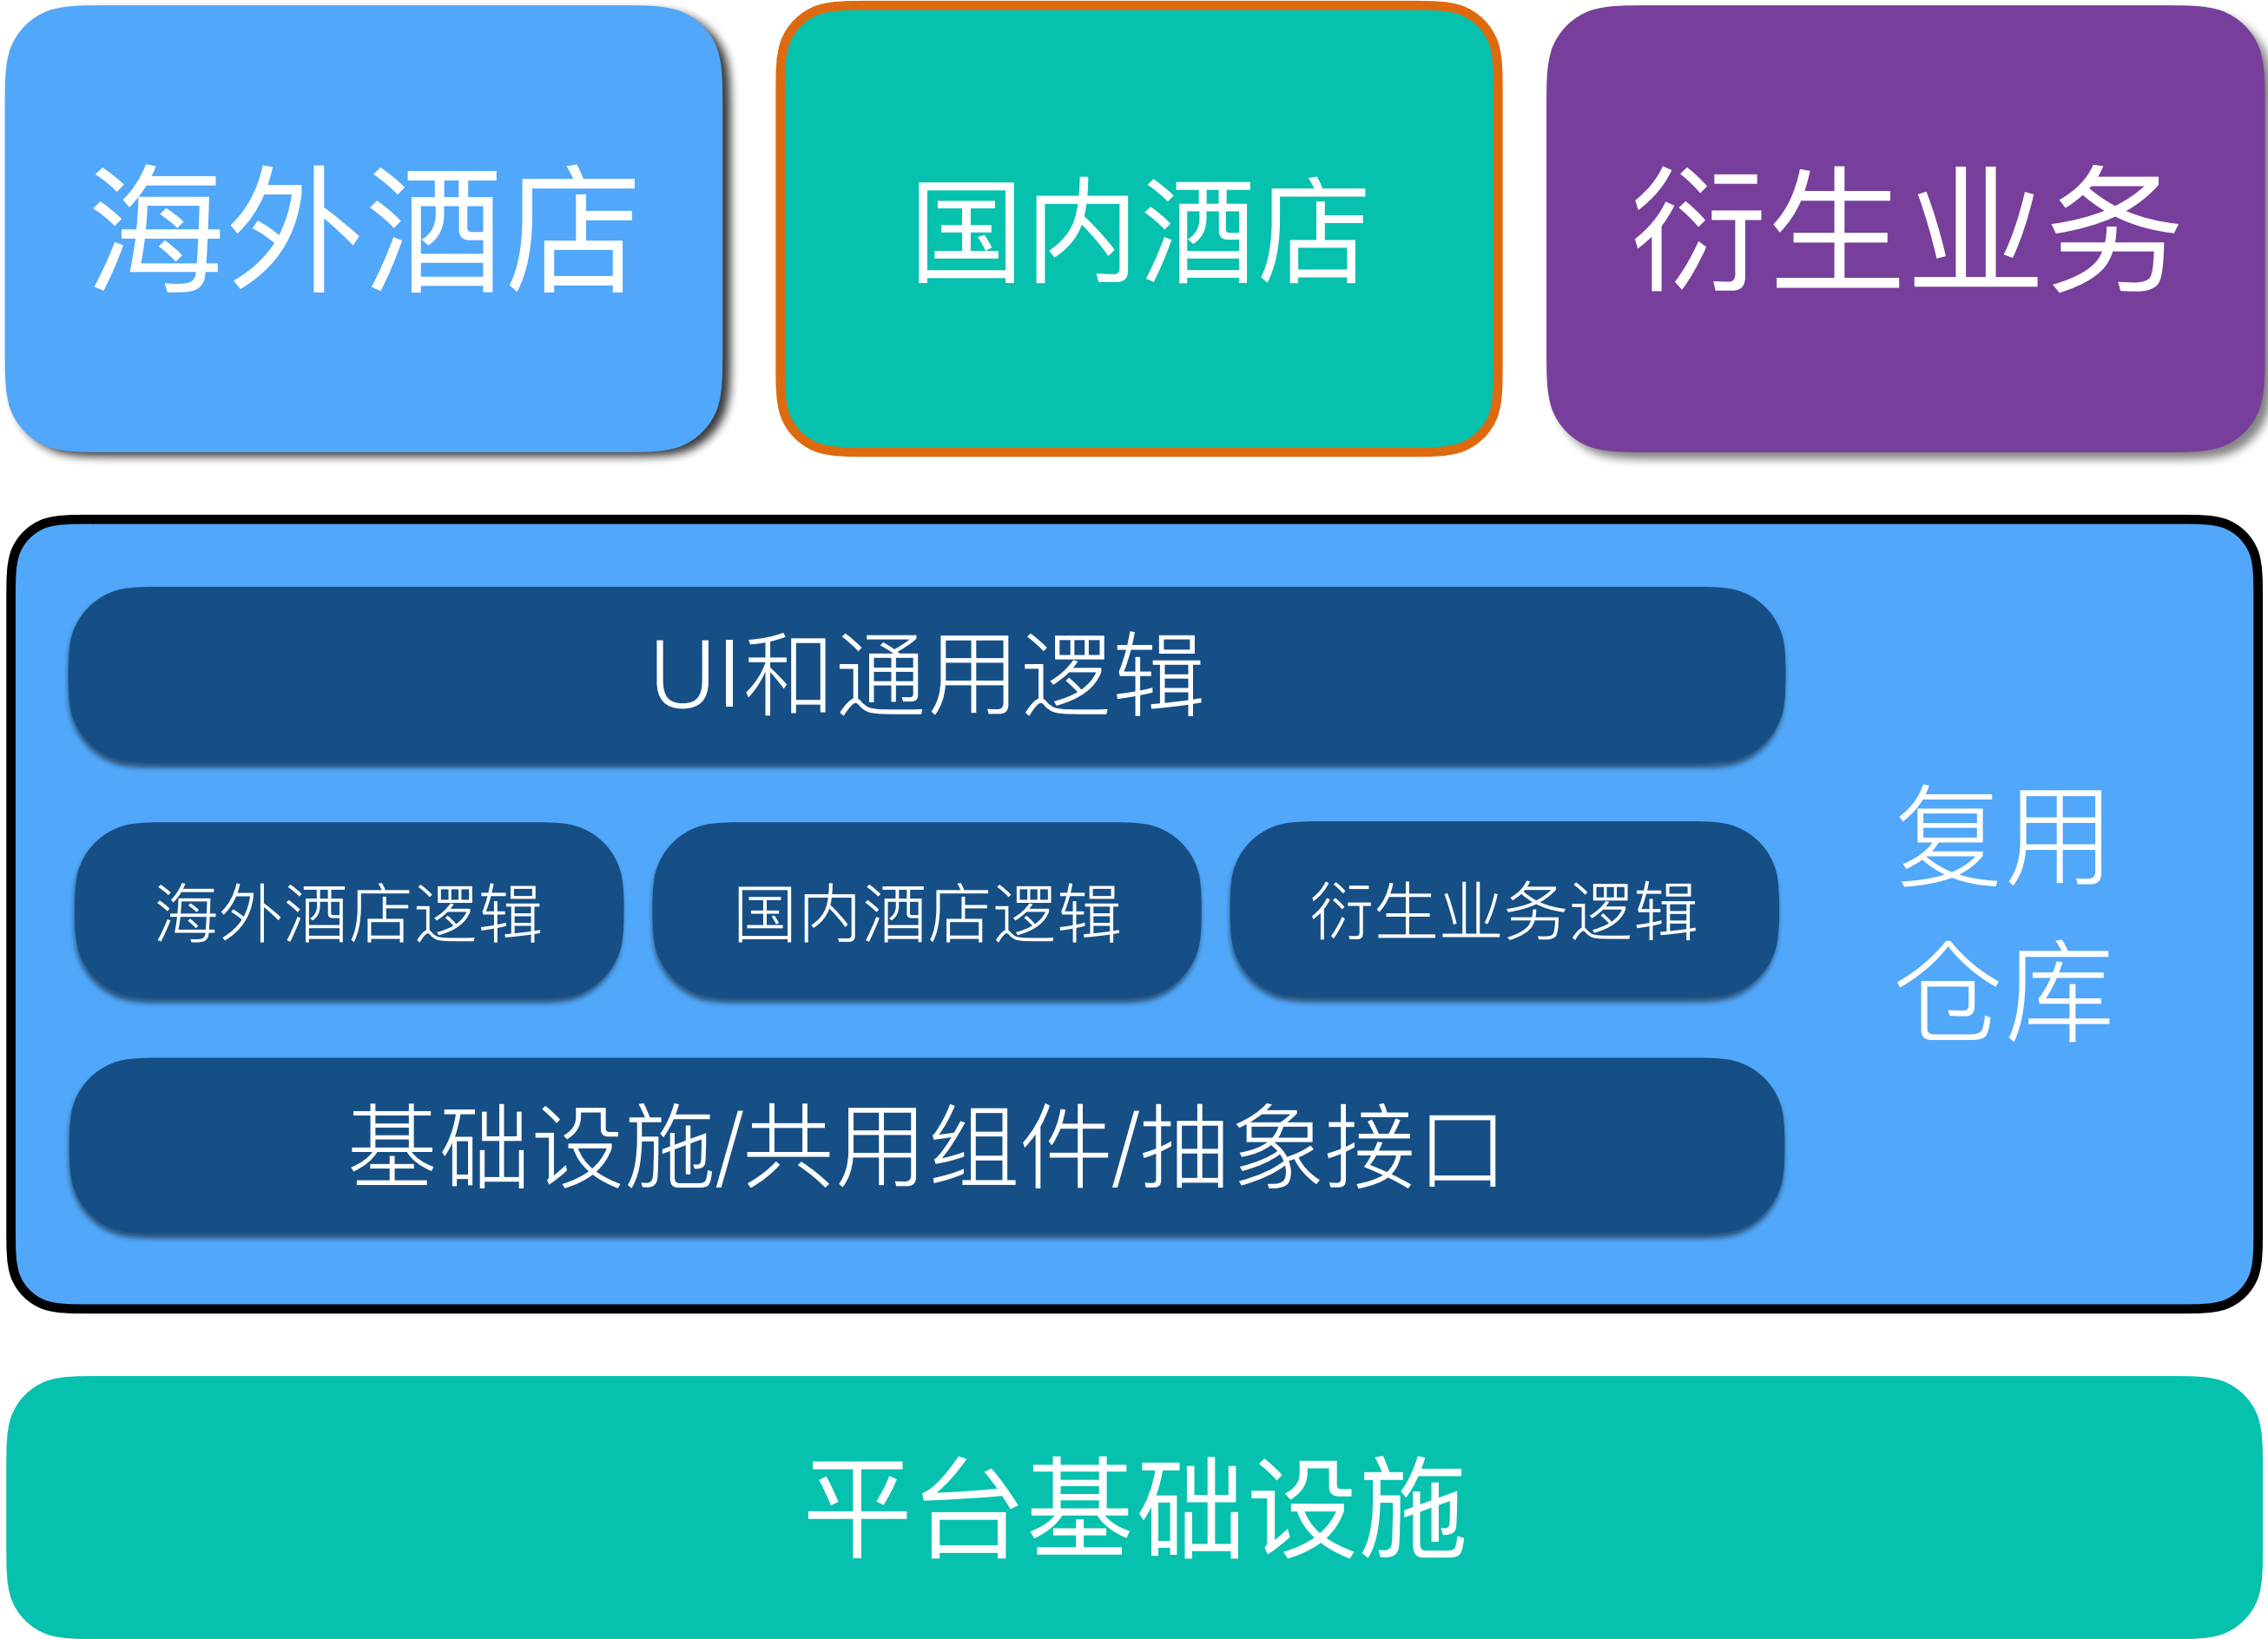 海外酒店
国内酒店
衍生业务
UI和通用逻辑
海外酒店逻辑
国内酒店逻辑
衍生业务逻辑
复用
仓库
基础设施/共用组件/抽象接口
平台基础设施